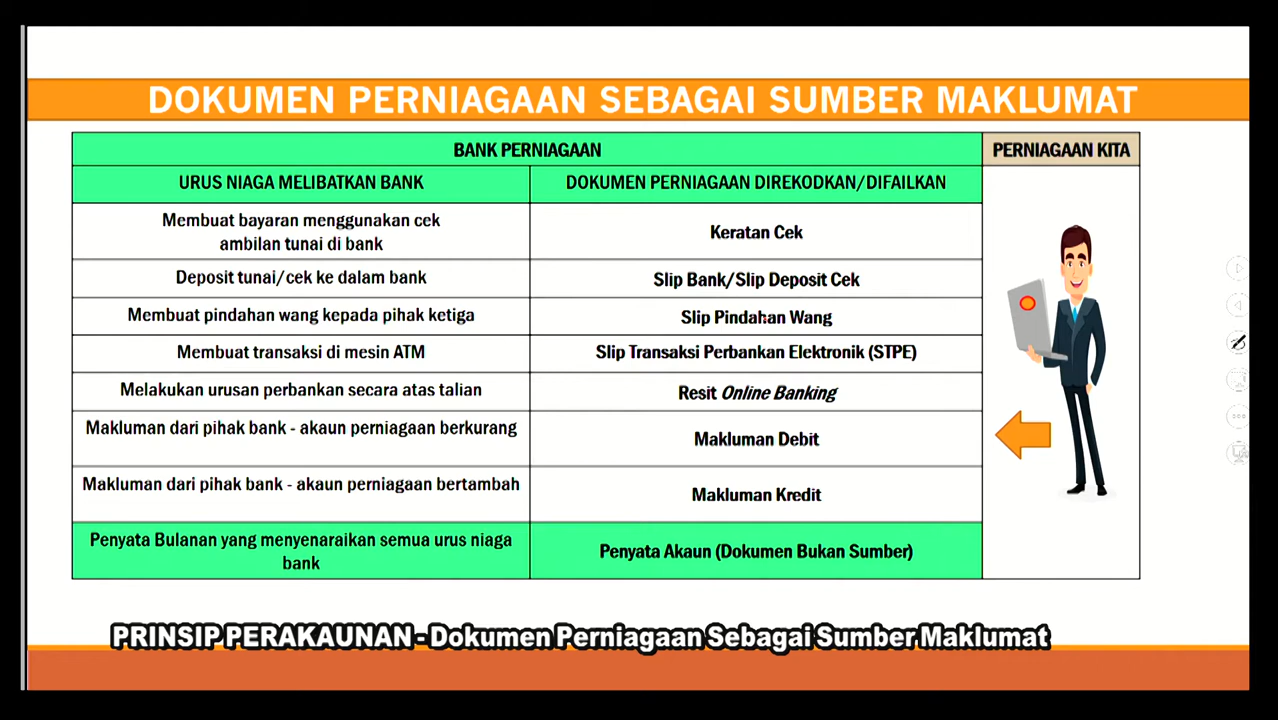 DOKUMEN PERNIAGAAN SEBAGAI SUMBER MAKLUMAT
BANK PERNIAGAAN
PERNIAGAAN KITA
URUS NIAGA MELIBATKAN BANK
DOKUMEN PERNIAGAAN DIREKODKAN/DIFAILKAN
Membuat bayaran menggunakan cek
ambilan tunai di bank
Keratan Cek
Deposit tunai/cek ke dalam bank
Slip Bank/Slip Deposit Cek
Membuat pindahan wang kepada pihak ketiga
Slip Pindahan Wang
Membuat transaksi di mesin ATM
Slip Transaksi Perbankan Elektronik (STPE)
Melakukan urusan perbankan secara atas talian
Resit Online Banking
Makluman dari pihak bank - akaun perniagaan berkurang
Makluman Debit
Makluman dari pihak bank - akaun perniagaan bertambah
Makluman Kredit
Penyata Bulanan yang menyenaraikan semua urus niaga
bank
Penyata Akaun (Dokumen Bukan Sumber)
PRINSIP PERAKAUNAN - Dokumen Perniagaan Sebagai Sumber Maklumat